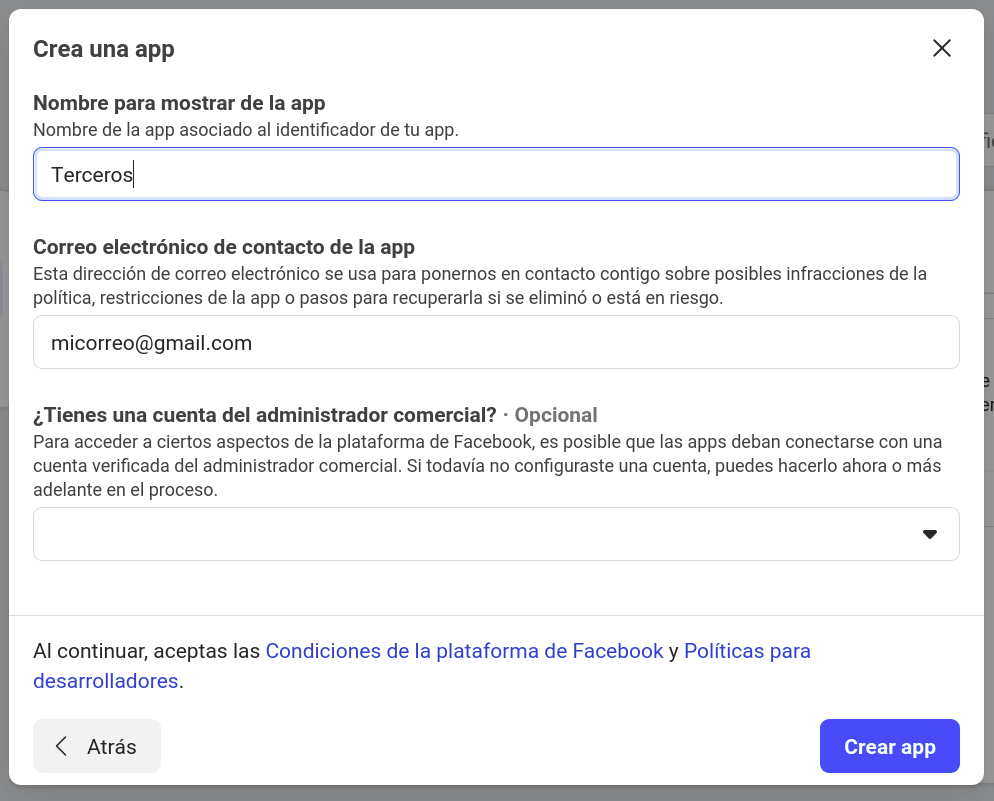 Crea una app
Nombre para mostrar de la app
Nombre de la app asociado al identificador de tu app.
Terceros
Correo electrónico de contacto de la app
Esta dirección de correo electrónico se usa para ponernos en contacto contigo sobre posibles infracciones de la
política, restricciones de la app o pasos para recuperarla si se eliminó o está en riesgo.
micorreo@gmail.com
¿Tienes una cuenta del administrador comercial? · Opcional
Para acceder a ciertos aspectos de la plataforma de Facebook, es posible que las apps deban conectarse con una
cuenta verificada del administrador comercial. Si todavía no configuraste una cuenta, puedes hacerlo ahora o más
adelante en el proceso.
Al continuar, aceptas las Condiciones de la plataforma de Facebook y Políticas para
desarrolladores.
Atrás
Crear app